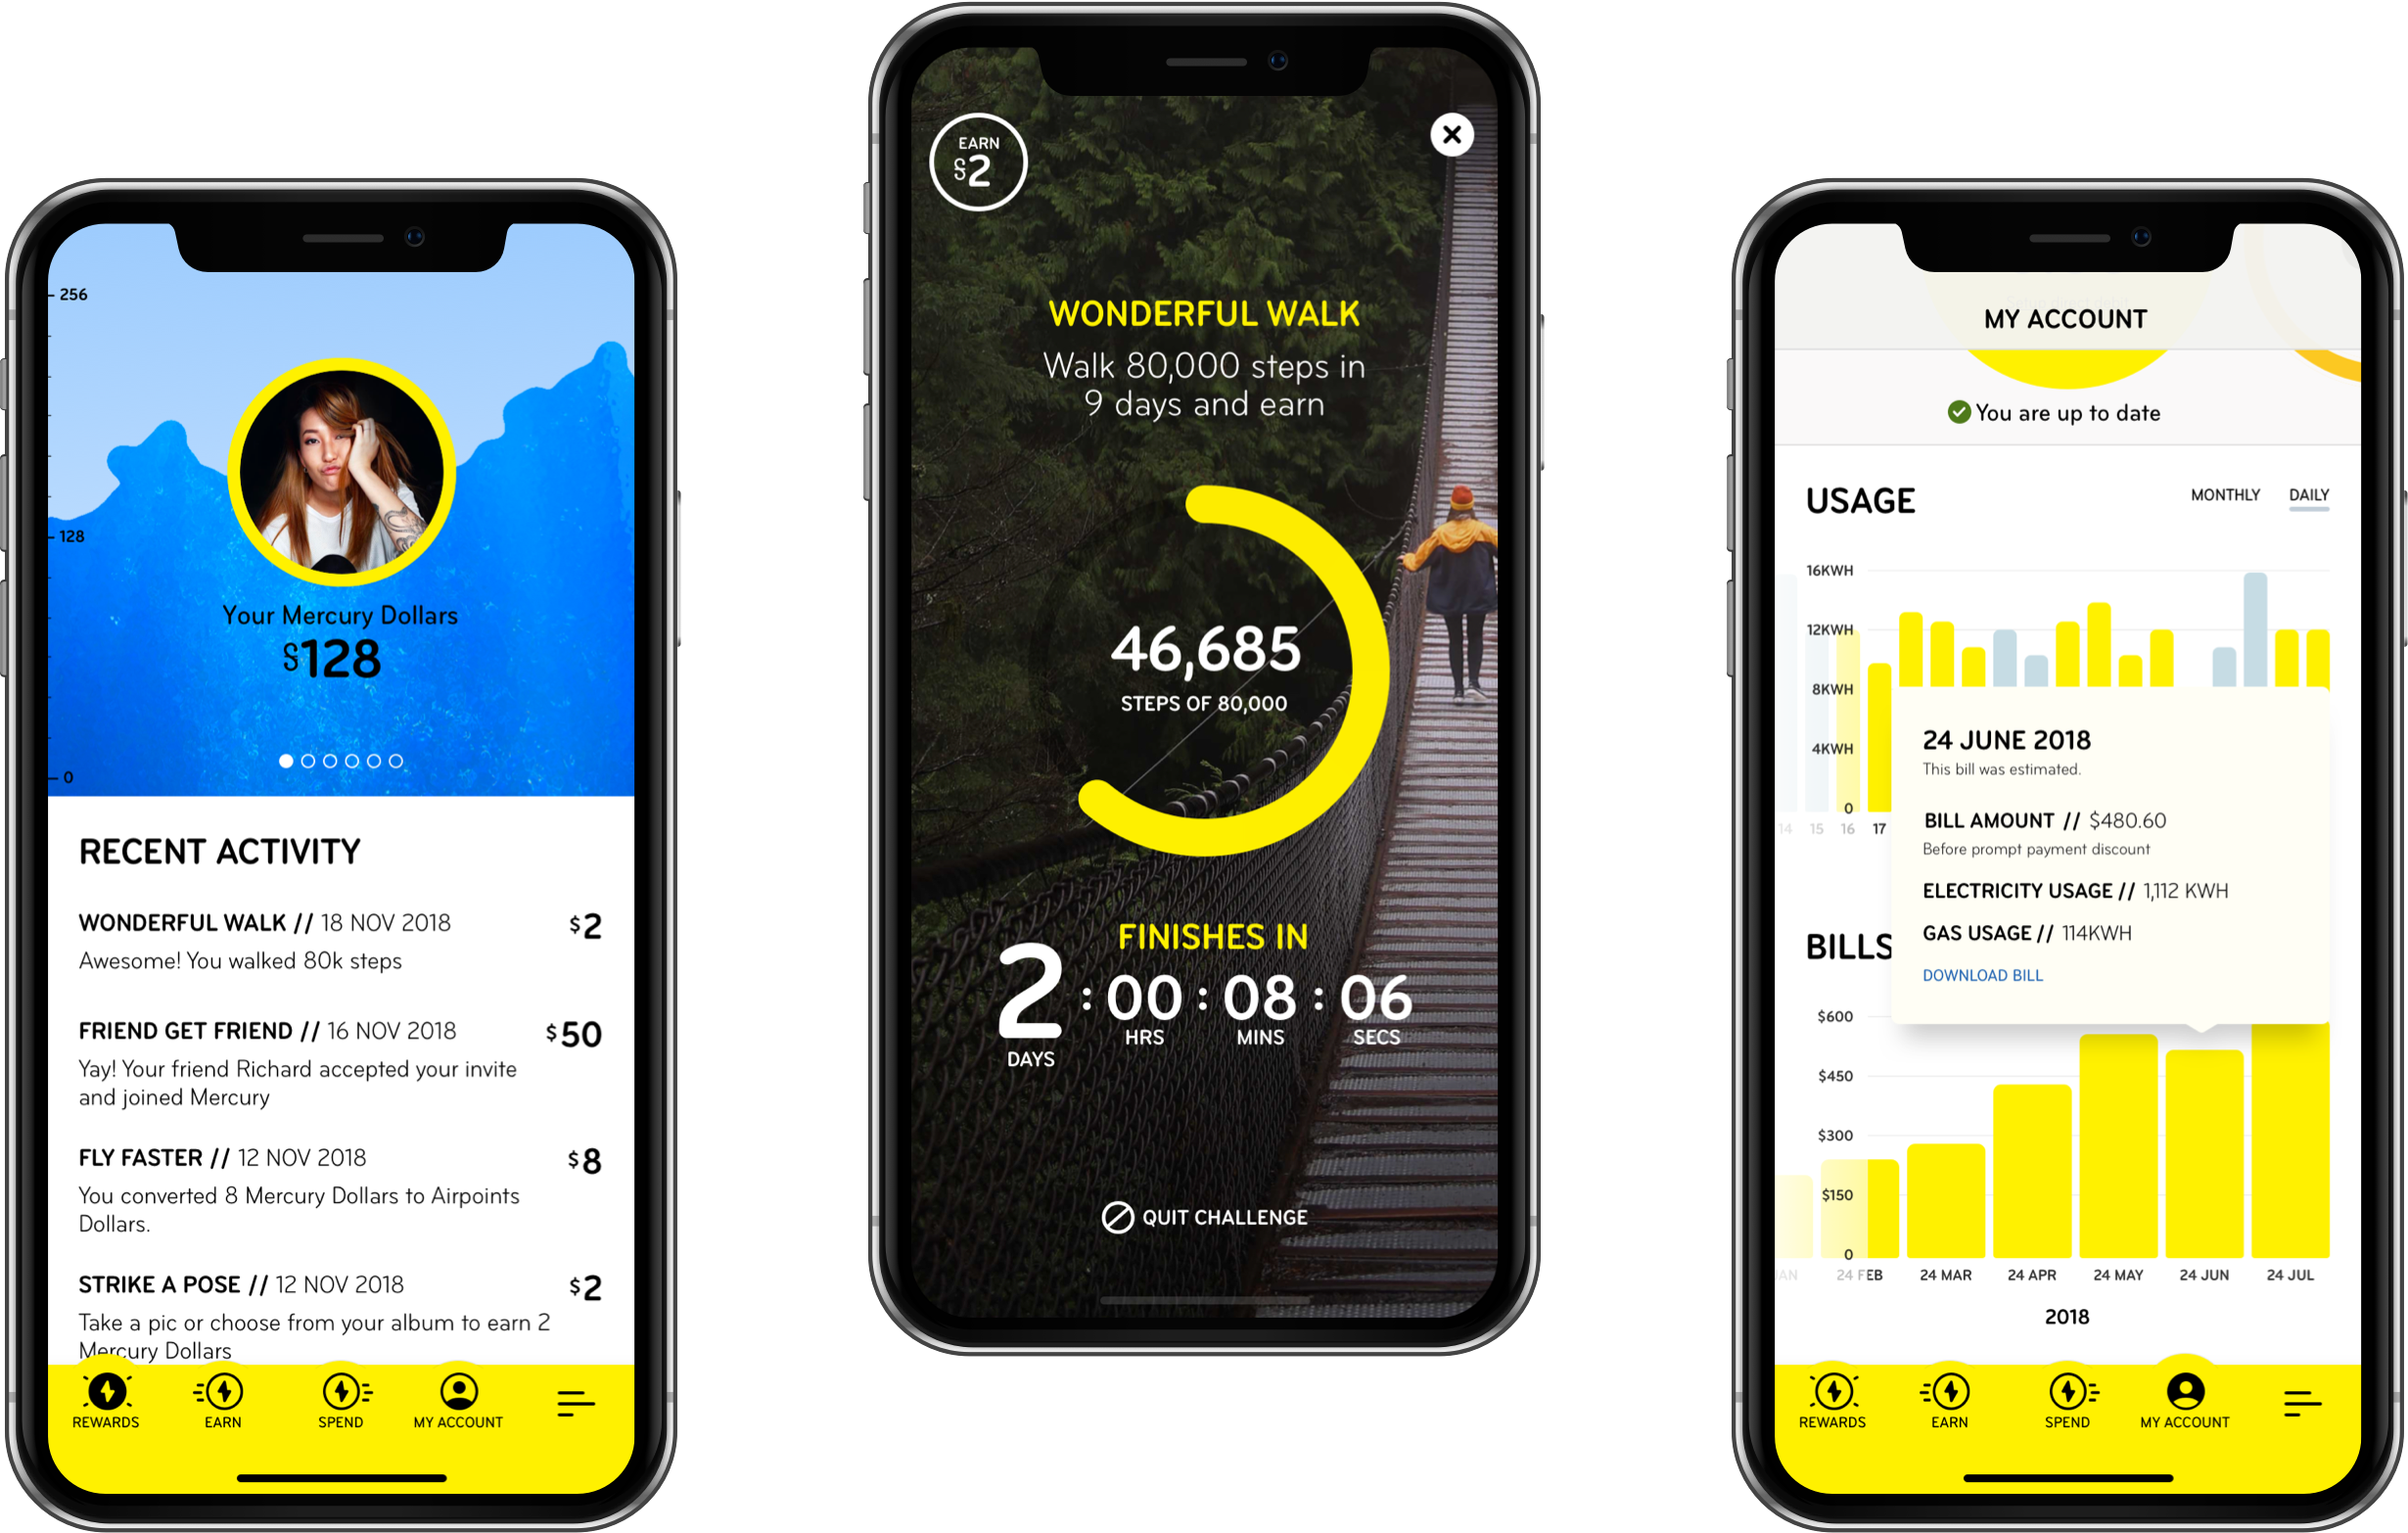 256
128
0
Your Mercury Dollars
$128
RECENT ACTIVITY
WONDERFUL WALK // 18 NOV 2018
$2
Awesome! You walked 80k steps
FRIEND GET FRIEND // 16 NOV 2018
$50
Yay! Your friend Richard accepted your invite
and joined Mercury
FLY FASTER // 12 NOV 2018
$8
You converted 8 Mercury Dollars to Airpoints
Dollars.
STRIKE A POSE // 12 NOV 2018
$2
Take a pic or choose from your album to earn 2
Mercury Dollars
REWARDS
EARN
SPEND
MY ACCOUNT
EARN
$2
WONDERFUL WALK
Walk 80,000 steps in
9 days and earn
46,685
STEPS OF 80,000
FINISHES IN
2 : 00 : 08 : 06
DAYS HRS MINS SECS
QUIT CHALLENGE
MY ACCOUNT
You are up to date
USAGE
MONTHLY DAILY
16KWH
12KWH
8KWH
4KWH
0
14 15 16 17
24 JUNE 2018
This bill was estimated.
BILL AMOUNT // $480.60
Before prompt payment discount
ELECTRICITY USAGE // 1,112 KWH
GAS USAGE // 114KWH
DOWNLOAD BILL
BILLS
$600
$450
$300
$150
0
24 FEB 24 MAR 24 APR 24 MAY 24 JUN 24 JUL
2018
REWARDS
EARN
SPEND
MY ACCOUNT